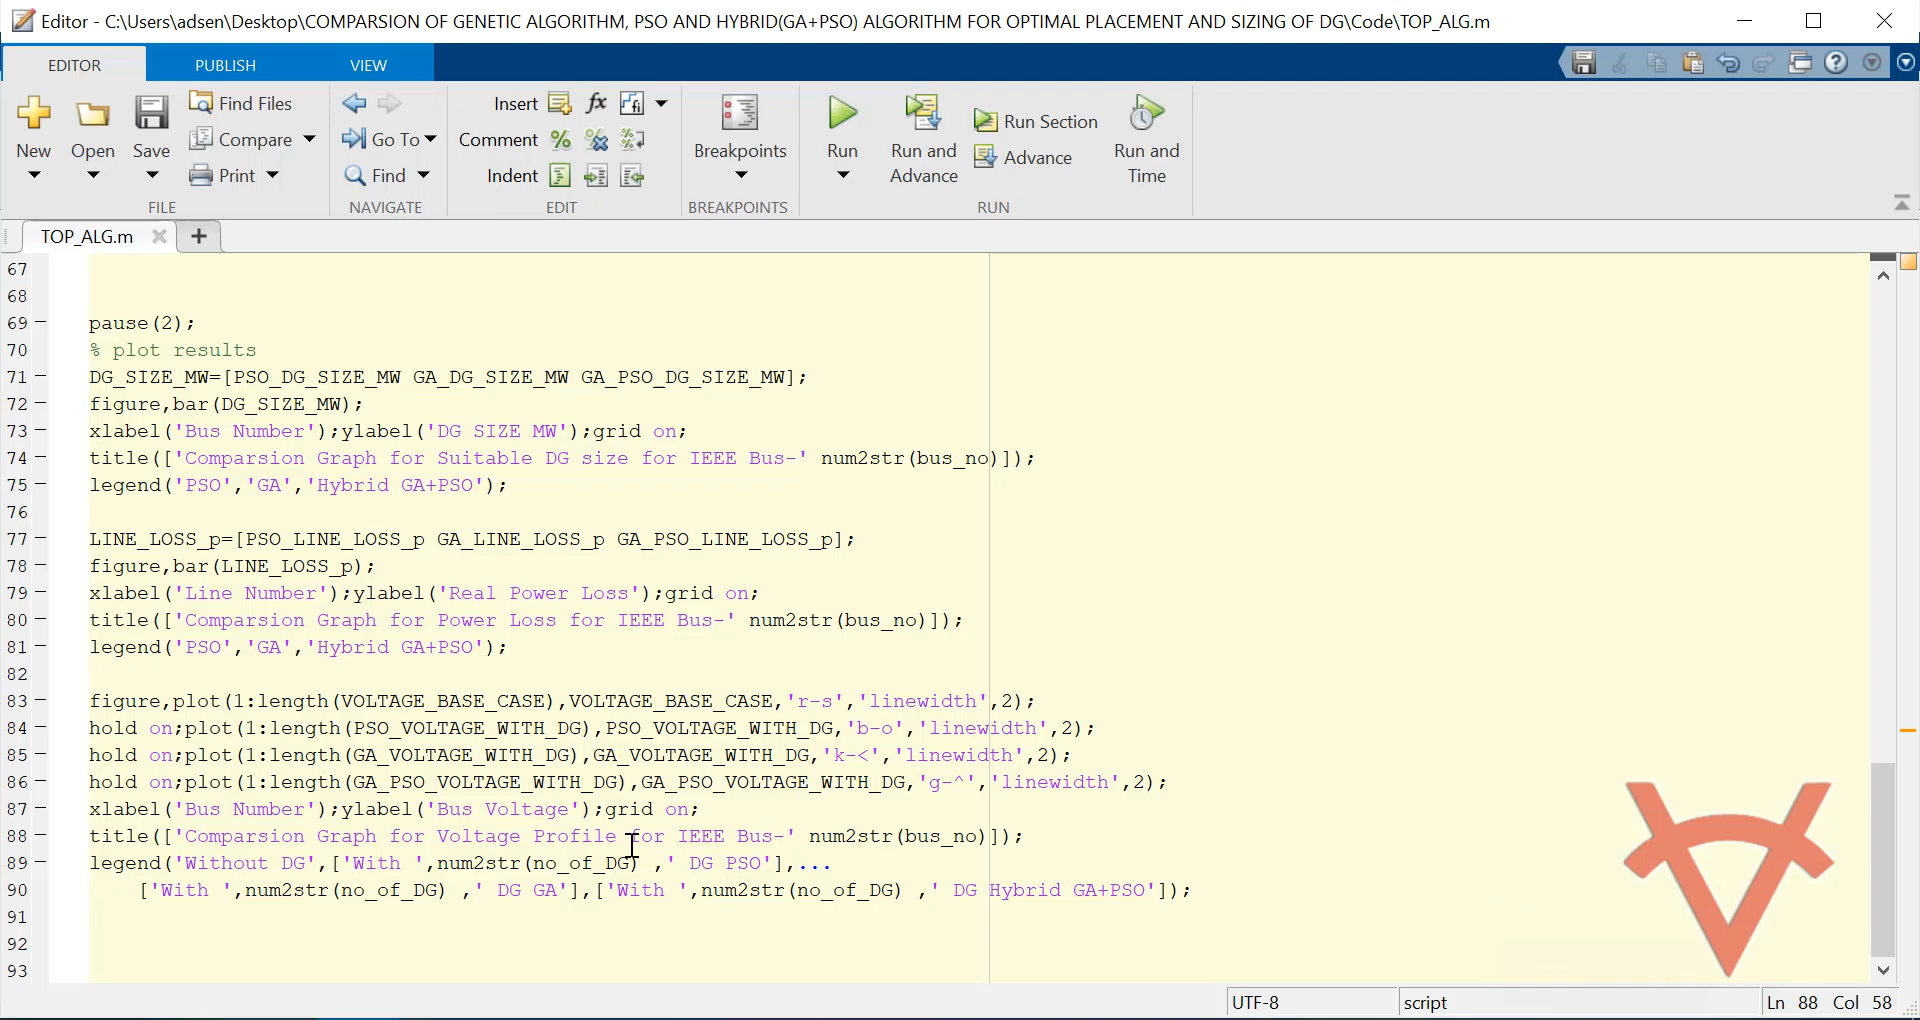 Editor - C:\Users\adsen\Desktop\COMPARSION OF GENETIC ALGORITHM, PSO AND HYBRID(GA+PSO) ALGORITHM FOR OPTIMAL PLACEMENT AND SIZING OF DG\Code\TOP_ALG.m
EDITOR PUBLISH VIEW
Find Files Insert fx
New Open Save Compare Go To Comment Breakpoints Run Run and Advance Run Section Advance Run and Time
Print Find Indent
FILE NAVIGATE EDIT BREAKPOINTS RUN
TOP_ALG.m
67
68
69 pause(2);
70 % plot results
71 DG_SIZE_MW=[PSO_DG_SIZE_MW GA_DG_SIZE_MW GA_PSO_DG_SIZE_MW];
72 figure,bar(DG_SIZE_MW);
73 xlabel('Bus Number');ylabel('DG SIZE MW');grid on;
74 title(['Comparsion Graph for Suitable DG size for IEEE Bus-' num2str(bus_no)]);
75 legend('PSO','GA','Hybrid GA+PSO');
76
77 LINE_LOSS_p=[PSO_LINE_LOSS_p GA_LINE_LOSS_p GA_PSO_LINE_LOSS_p];
78 figure,bar(LINE_LOSS_p);
79 xlabel('Line Number');ylabel('Real Power Loss');grid on;
80 title(['Comparsion Graph for Power Loss for IEEE Bus-' num2str(bus_no)]);
81 legend('PSO','GA','Hybrid GA+PSO');
82
83 figure,plot(1:length(VOLTAGE_BASE_CASE),VOLTAGE_BASE_CASE,'r-s','linewidth',2);
84 hold on;plot(1:length(PSO_VOLTAGE_WITH_DG),PSO_VOLTAGE_WITH_DG,'b-o','linewidth',2);
85 hold on;plot(1:length(GA_VOLTAGE_WITH_DG),GA_VOLTAGE_WITH_DG,'k-<','linewidth',2);
86 hold on;plot(1:length(GA_PSO_VOLTAGE_WITH_DG),GA_PSO_VOLTAGE_WITH_DG,'g-^','linewidth',2);
87 xlabel('Bus Number');ylabel('Bus Voltage');grid on;
88 title(['Comparsion Graph for Voltage Profile for IEEE Bus-' num2str(bus_no)]);
89 legend('Without DG',['With ',num2str(no_of_DG) ,' DG PSO'],...
90 ['With ',num2str(no_of_DG) ,' DG GA'],['With ',num2str(no_of_DG) ,' DG Hybrid GA+PSO']);
91
92
93
UTF-8 script Ln 88 Col 58